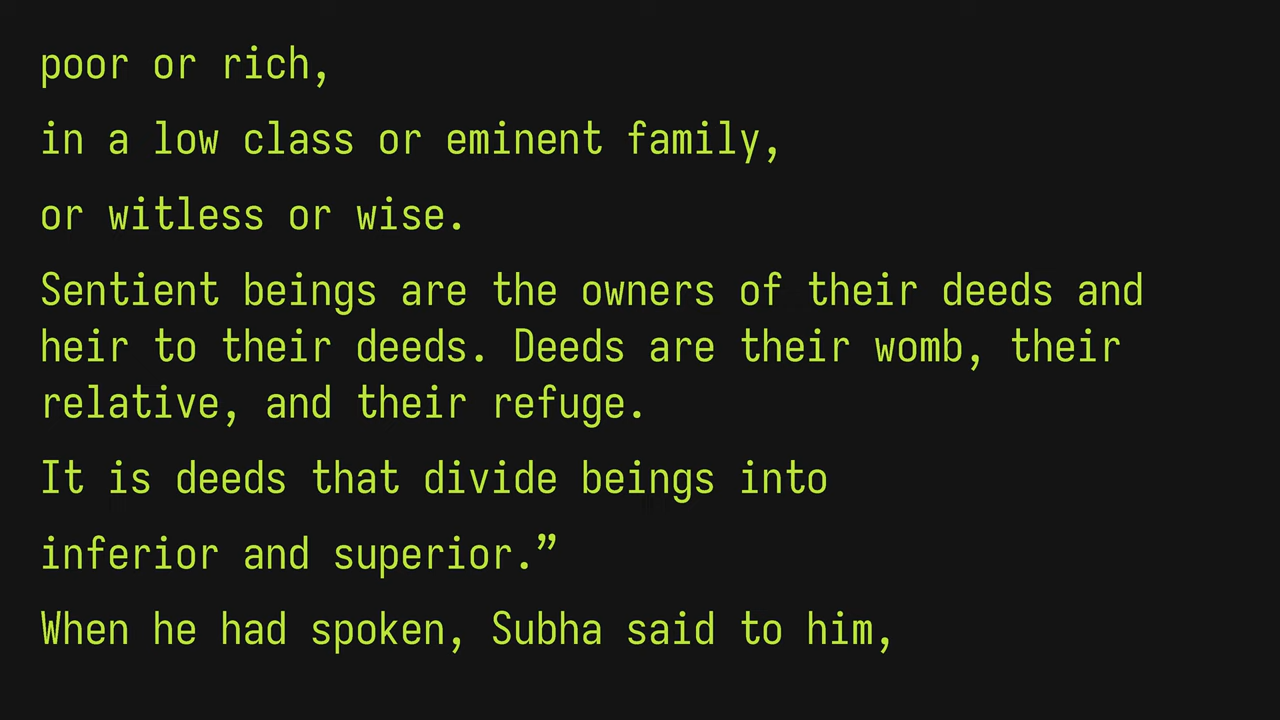 poor or rich,
in a low class or eminent family,
or witless or wise.
Sentient beings are the owners of their deeds and
heir to their deeds. Deeds are their womb, their
relative, and their refuge.
It is deeds that divide beings into
inferior and superior.”
When he had spoken, Subha said to him,